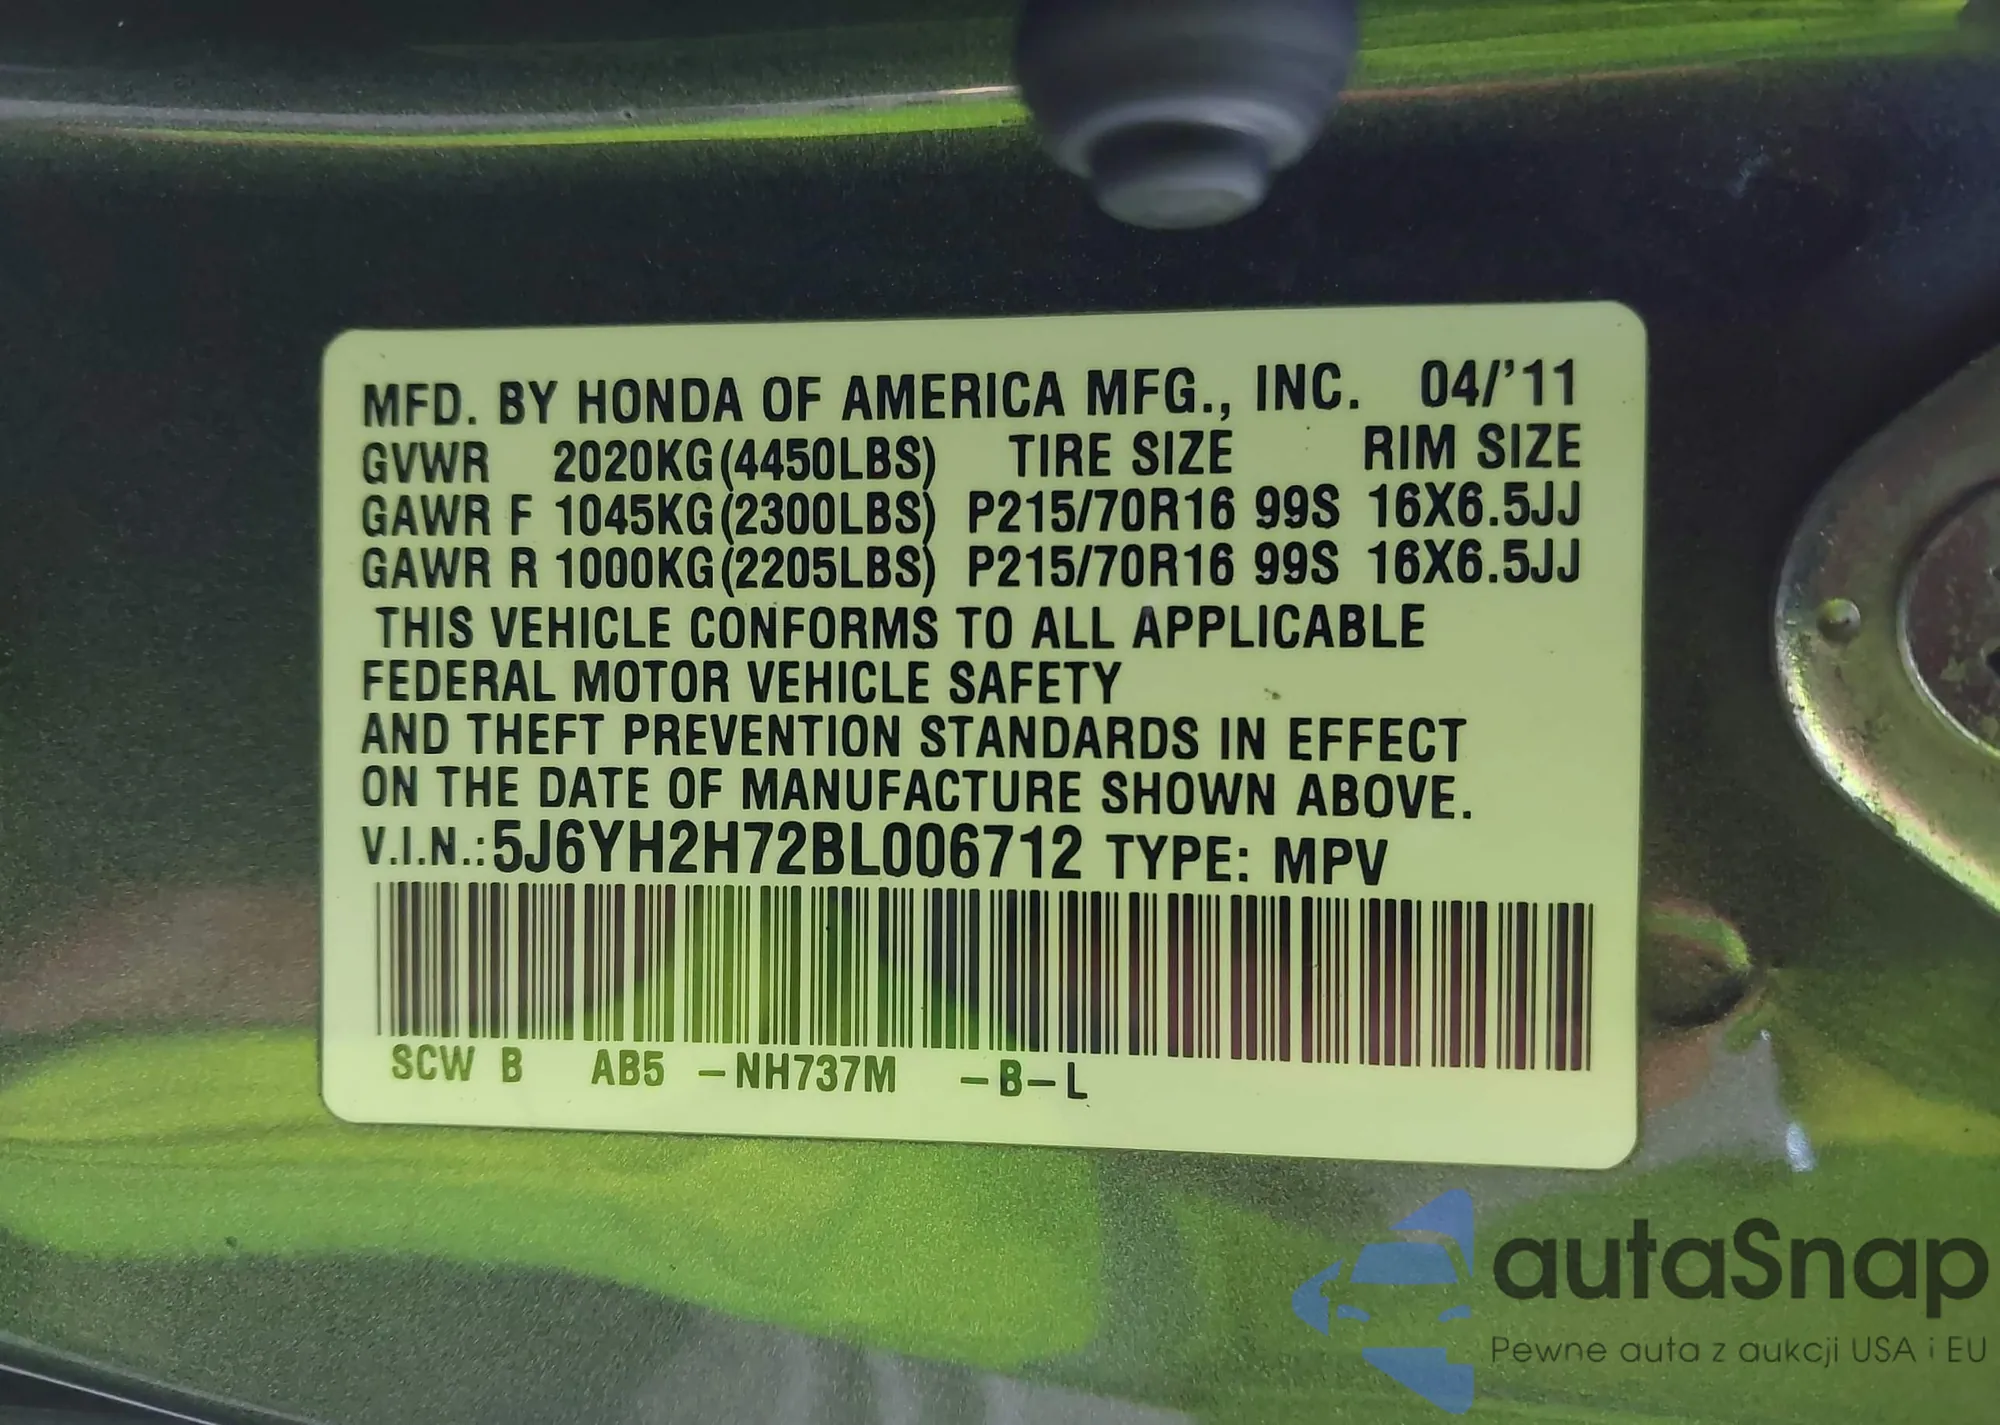 MFD. BY HONDA OF AMERICA MFG., INC. 04/'11
GVWR 2020KG(4450LBS) TIRE SIZE RIM SIZE
GAWR F 1045KG(2300LBS) P215/70R16 99S 16X6.5JJ
GAWR R 1000KG(2205LBS) P215/70R16 99S 16X6.5JJ
THIS VEHICLE CONFORMS TO ALL APPLICABLE
FEDERAL MOTOR VEHICLE SAFETY
AND THEFT PREVENTION STANDARDS IN EFFECT
ON THE DATE OF MANUFACTURE SHOWN ABOVE.
V.I.N.:5J6YH2H72BL006712 TYPE: MPV
SCW B AB5 -NH737M -B-L
autaSnap
Pewne auta z aukcji USA i EU